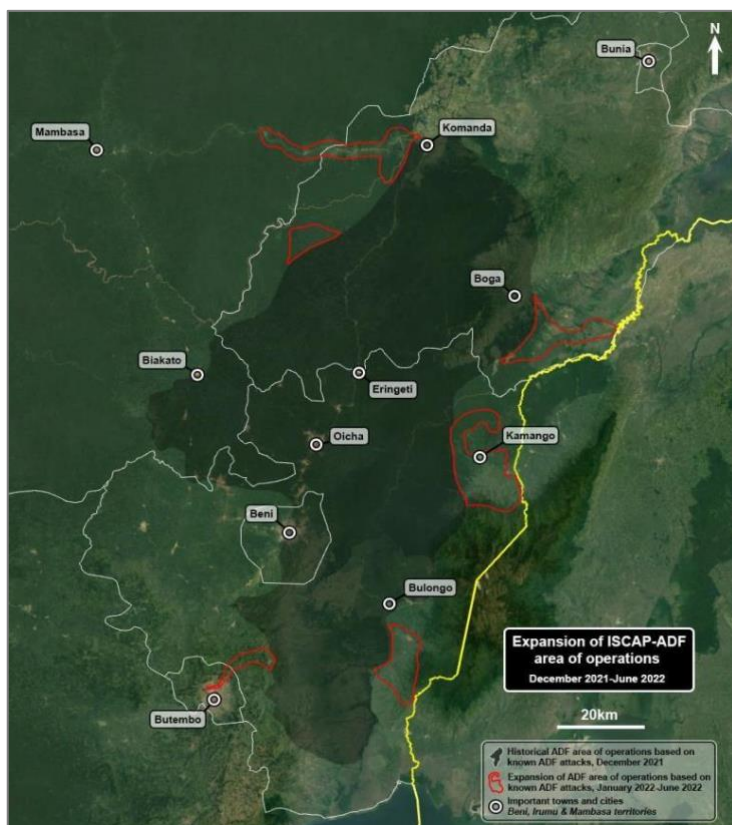 N
Bunia
Mambasa
Komanda
Boga
Biakato
Eringeti
Oicha
Kamango
Beni
Bulongo
Butembo
Expansion of ISCAP-ADF
area of operations
December 2021-June 2022
20km
Historical ADF area of operations based on
known ADF attacks, December 2021
Expansion of ADF area of operations based on
known ADF attacks, January 2022-June 2022
Important towns and cities
Beni, Irumu & Mambasa territories